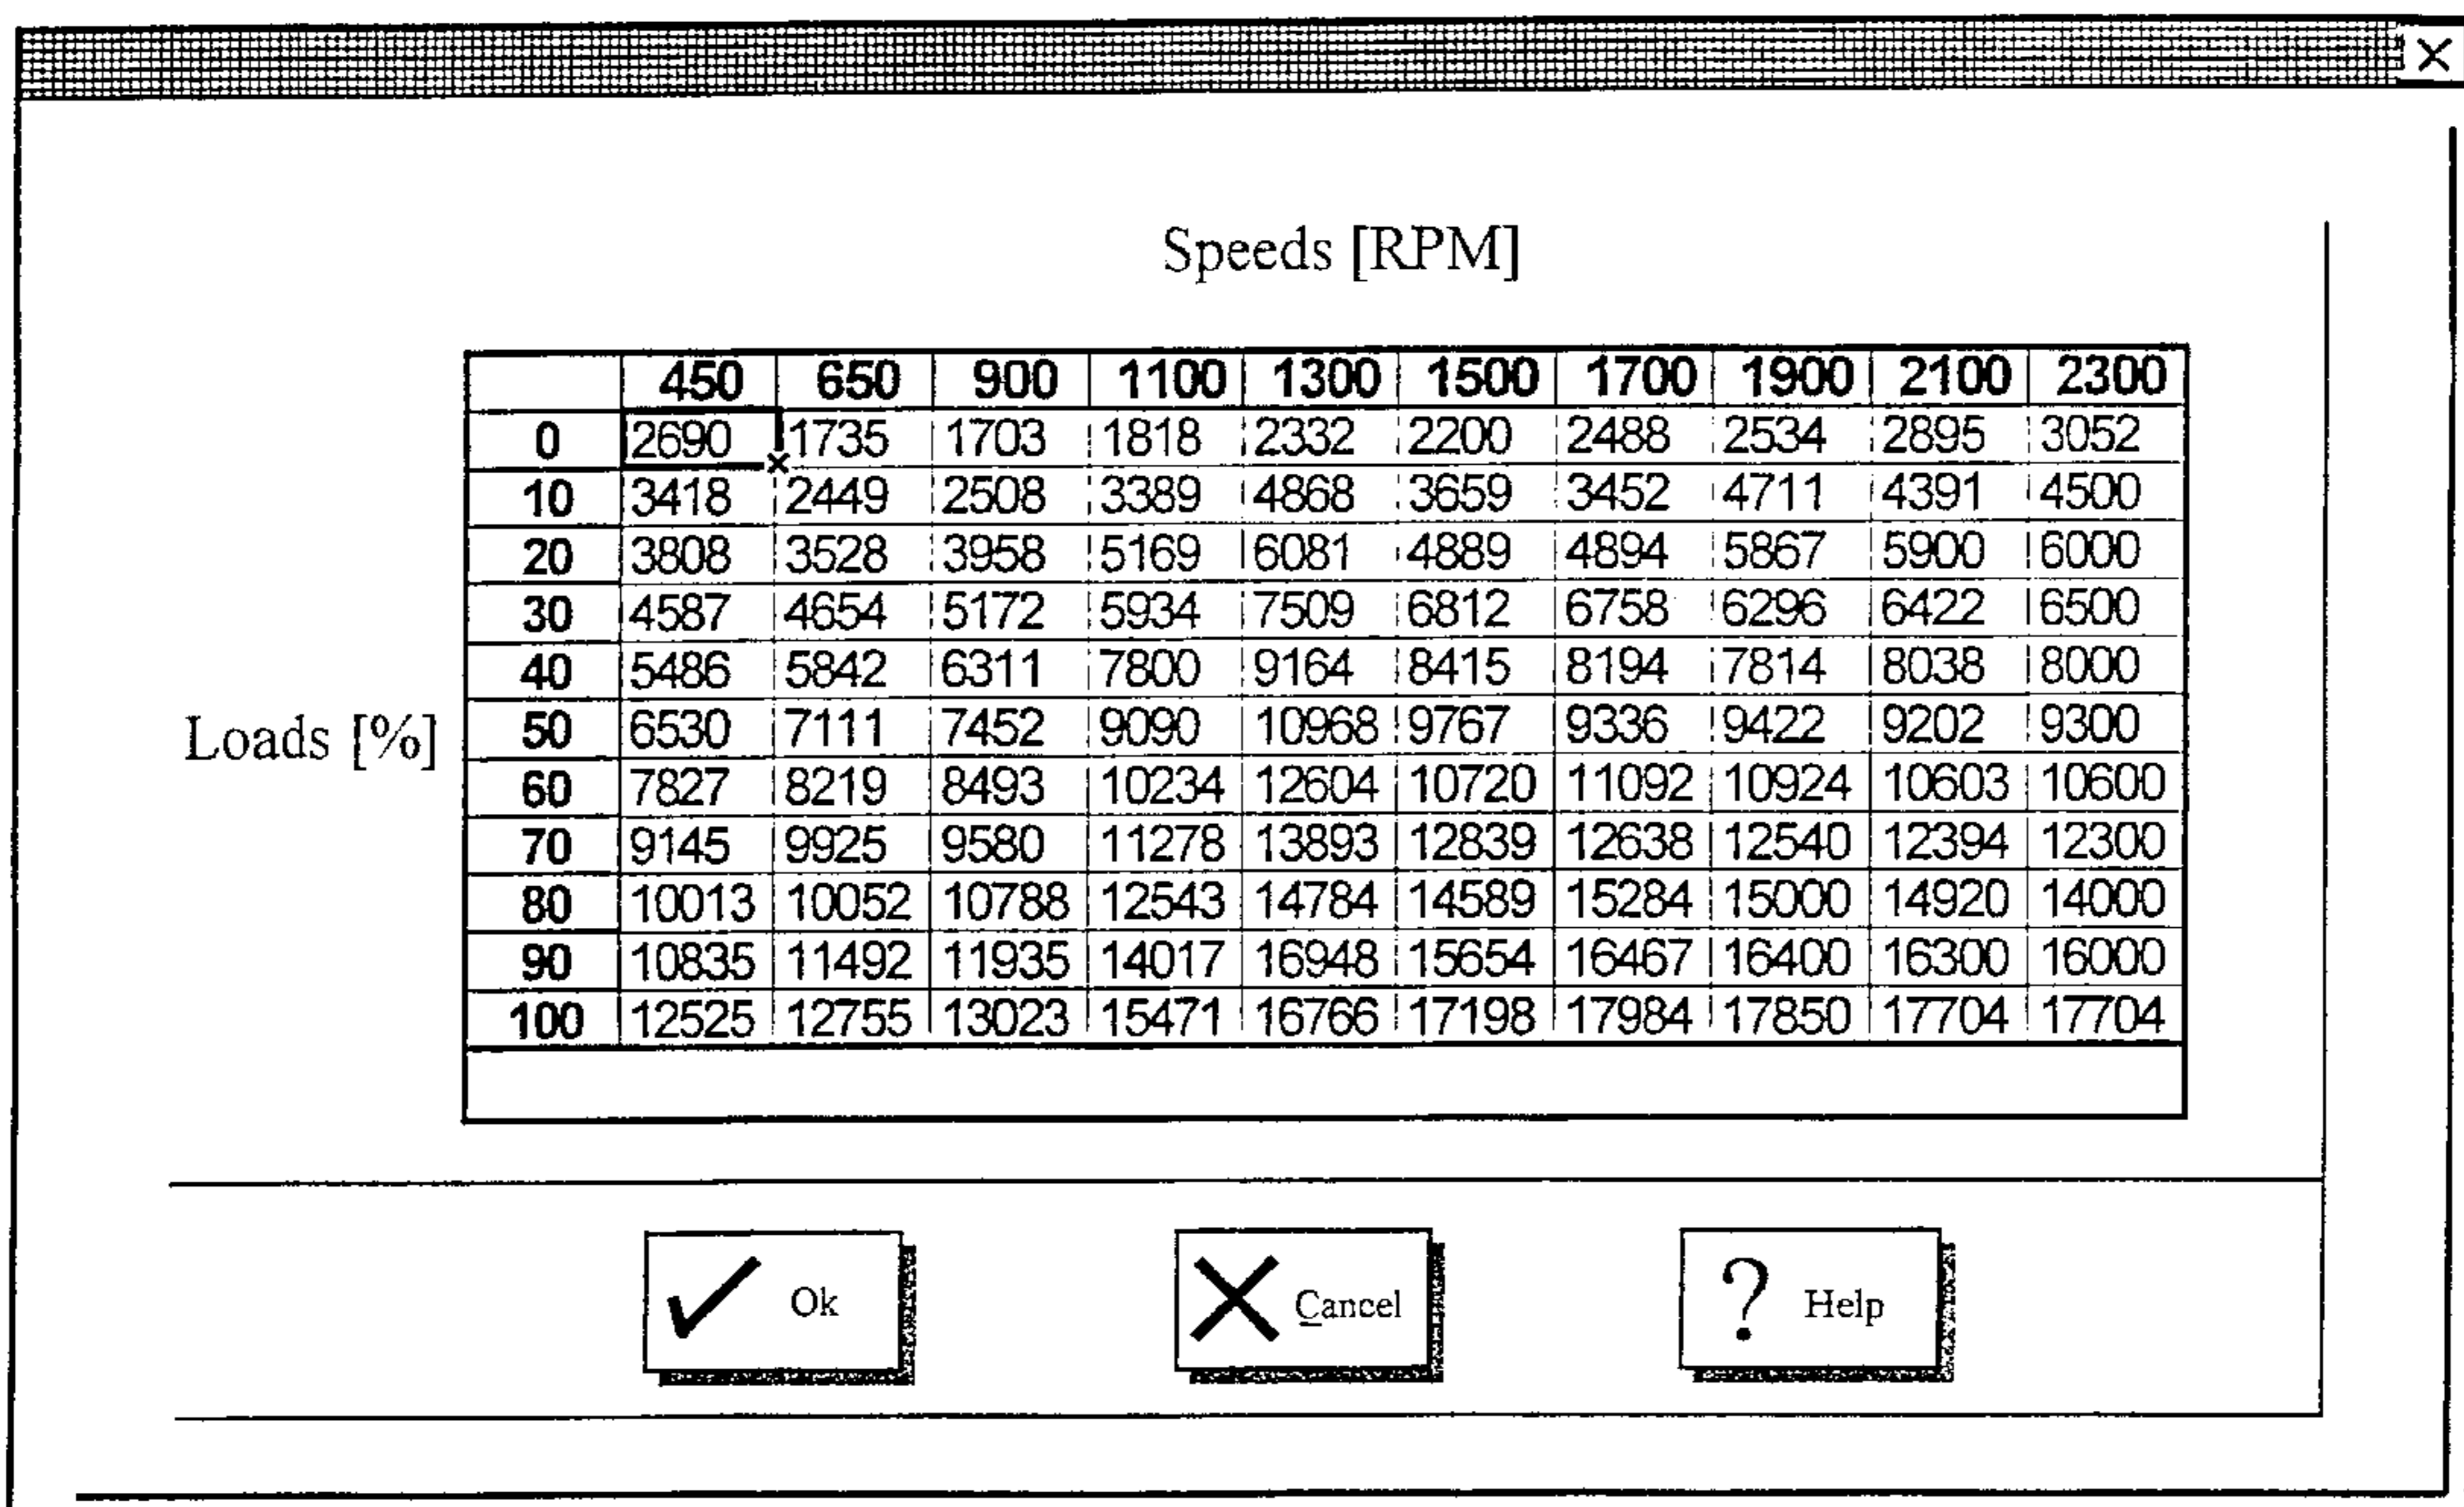 Speeds [RPM]
450 650 900 1100 1300 1500 1700 1900 2100 2300
0 2690 1735 1703 1818 2332 2200 2488 2534 2895 3052
10 3418 2449 2508 3389 4868 3659 3452 4711 4391 4500
20 3808 3528 3958 5169 6081 4889 4894 5867 5900 6000
30 4587 4654 5172 5934 7509 6812 6758 6296 6422 6500
40 5486 5842 6311 7800 9164 8415 8194 7814 8038 8000
Loads [%]
50 6530 7111 7452 9090 10968 9767 9336 9422 9202 9300
60 7827 8219 8493 10234 12604 10720 11092 10924 10603 10600
70 9145 9925 9580 11278 13893 12839 12638 12540 12394 12300
80 10013 10052 10788 12543 14784 14589 15284 15000 14920 14000
90 10835 11492 11935 14017 16948 15654 16467 16400 16300 16000
100 12525 12755 13023 15471 16766 17198 17984 17850 17704 17704
Ok
Cancel
? Help